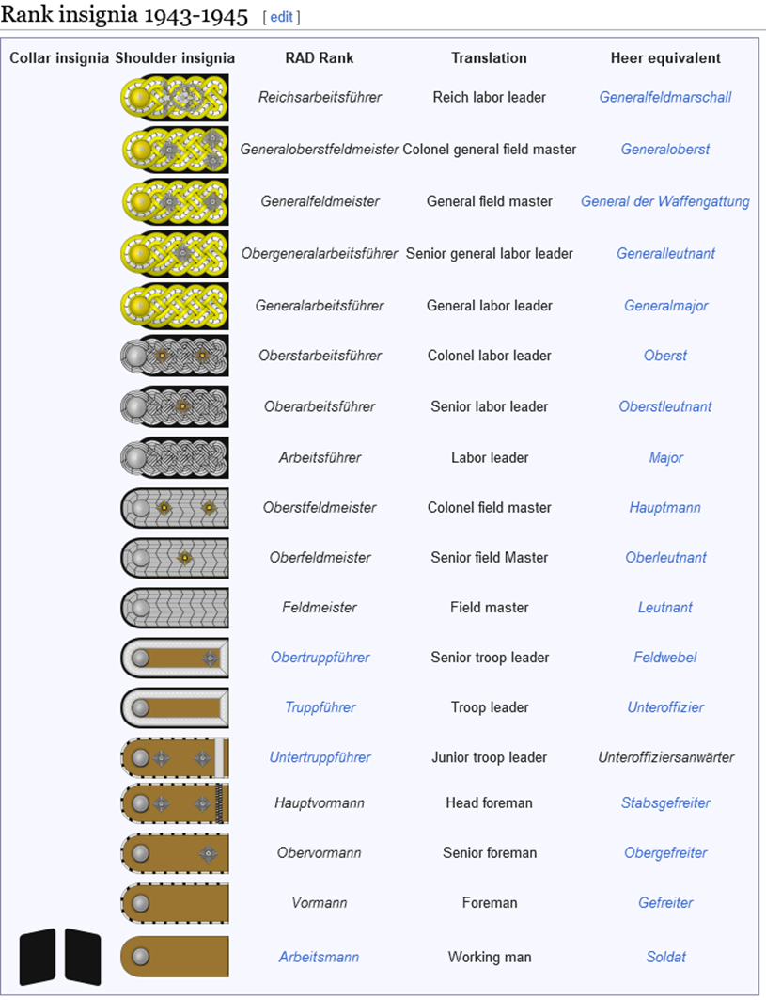 Rank insignia 1943-1945 [ edit ]
Collar insignia Shoulder insignia RAD Rank Translation Heer equivalent
Reichsarbeitsführer Reich labor leader Generalfeldmarschall
Generaloberstfeldmeister Colonel general field master Generaloberst
Generalfeldmeister General field master General der Waffengattung
Obergeneralarbeitsführer Senior general labor leader Generalleutnant
Generalarbeitsführer General labor leader Generalmajor
Oberstarbeitsführer Colonel labor leader Oberst
Oberarbeitsführer Senior labor leader Oberstleutnant
Arbeitsführer Labor leader Major
Oberstfeldmeister Colonel field master Hauptmann
Oberfeldmeister Senior field Master Oberleutnant
Feldmeister Field master Leutnant
Obertruppführer Senior troop leader Feldwebel
Truppführer Troop leader Unteroffizier
Untertruppführer Junior troop leader Unteroffiziersanwärter
Hauptvormann Head foreman Stabsgefreiter
Obervormann Senior foreman Obergefreiter
Vormann Foreman Gefreiter
Arbeitsmann Working man Soldat